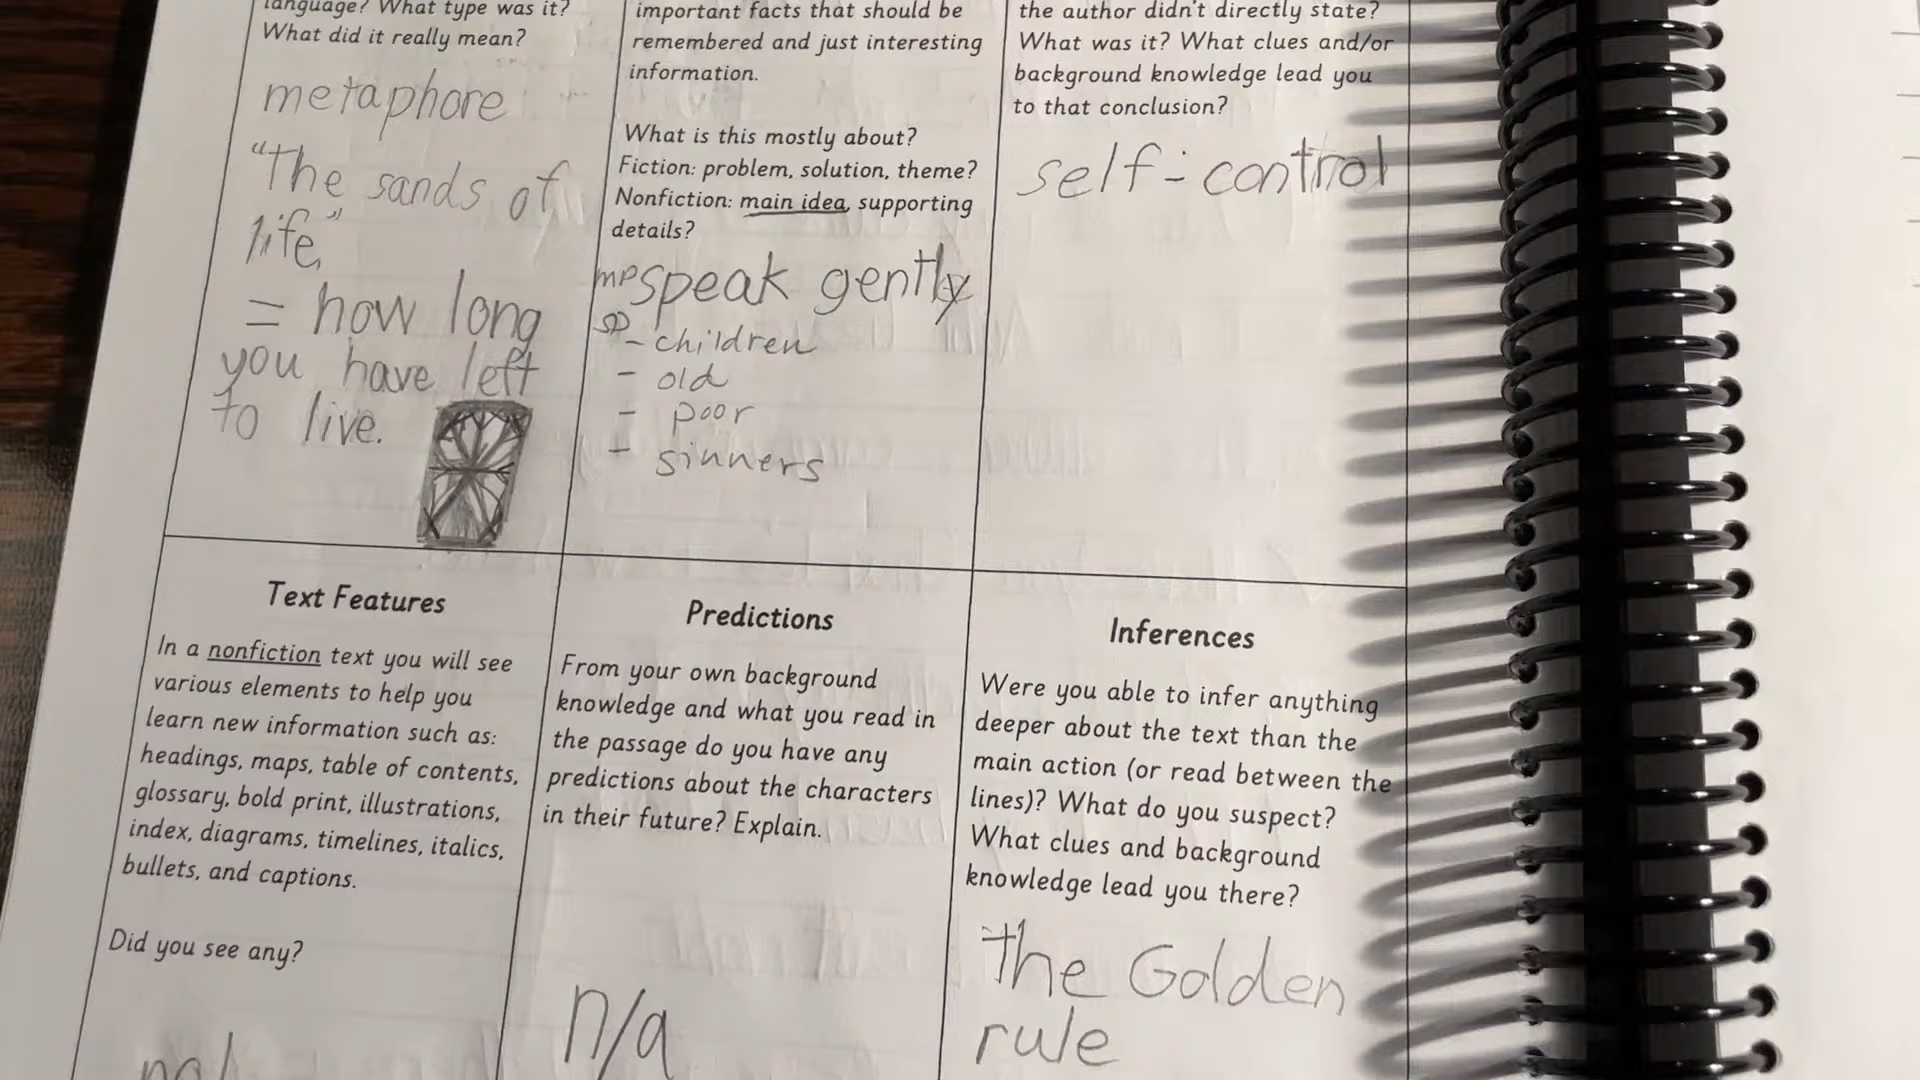 language? What type was it?
What did it really mean?
metaphore
"The sands of
life,"
= how long
you have left
to live.
important facts that should be
remembered and just interesting
information.
What is this mostly about?
Fiction: problem, solution, theme?
Nonfiction: main idea, supporting
details?
speak gently
SD
- children
- old
- poor
- sinners
the author didn't directly state?
What was it? What clues and/or
background knowledge lead you
to that conclusion?
self-control
Text Features
In a nonfiction text you will see
various elements to help you
learn new information such as:
headings, maps, table of contents,
glossary, bold print, illustrations,
index, diagrams, timelines, italics,
bullets, and captions.
Did you see any?
Predictions
From your own background
knowledge and what you read in
the passage do you have any
predictions about the characters
in their future? Explain.
n/a
Inferences
Were you able to infer anything
deeper about the text than the
main action (or read between the
lines)? What do you suspect?
What clues and background
knowledge lead you there?
The Golden
rule